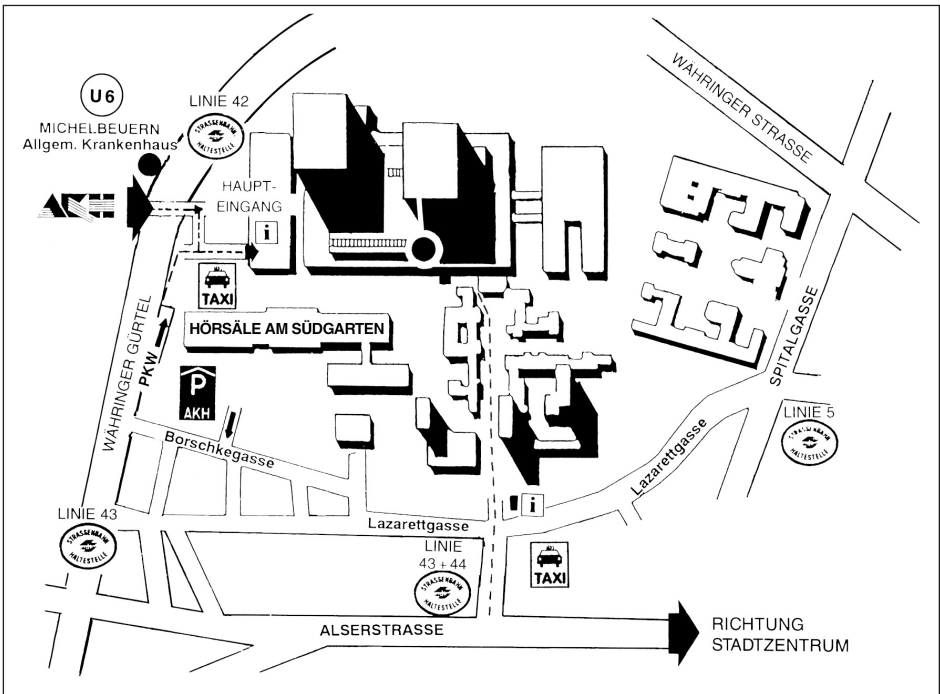 U6
MICHELBEUERN
Allgem. Krankenhaus
LINIE 42
STRASSENBAHN
HALTESTELLE
WÄHRINGER STRASSE
AKH
HAUPT-
EINGANG
i
TAXI
HÖRSÄLE AM SÜDGARTEN
WÄHRINGER GÜRTEL
PKW
P
AKH
Borschkegasse
SPITALGASSE
LINIE 5
STRASSENBAHN
HALTESTELLE
Lazarettgasse
i
LINIE 43
STRASSENBAHN
HALTESTELLE
Lazarettgasse
LINIE
43 + 44
STRASSENBAHN
HALTESTELLE
TAXI
ALSERSTRASSE
RICHTUNG
STADTZENTRUM